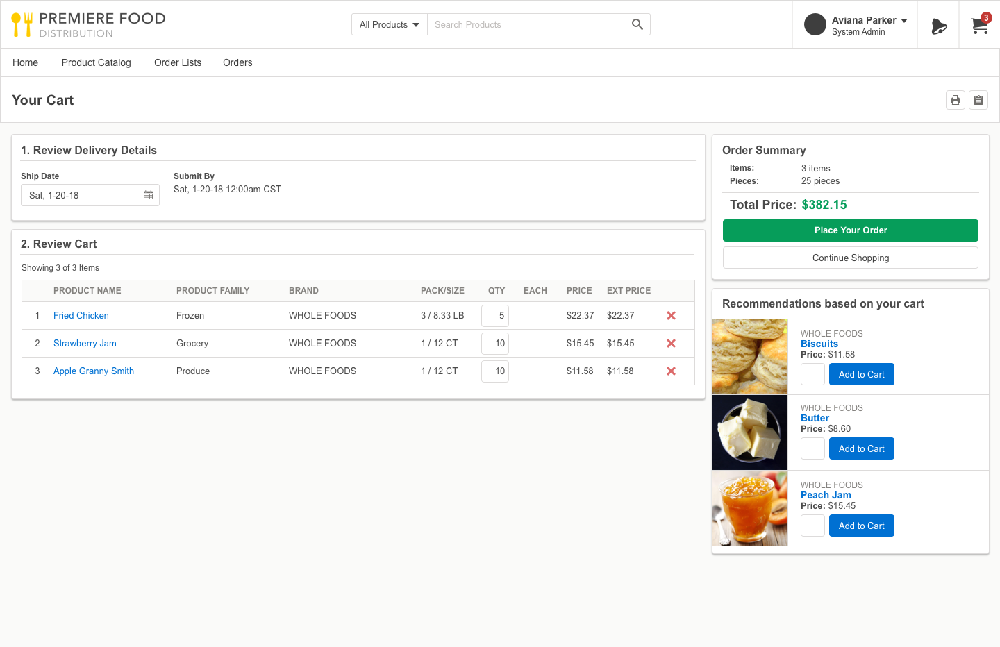 PREMIERE FOOD
DISTRIBUTION
All Products
Search Products
Aviana Parker
System Admin
3
Home
Product Catalog
Order Lists
Orders
Your Cart
1. Review Delivery Details
Ship Date
Submit By
Sat, 1-20-18
Sat, 1-20-18 12:00am CST
2. Review Cart
Showing 3 of 3 Items
PRODUCT NAME PRODUCT FAMILY BRAND PACK/SIZE QTY EACH PRICE EXT PRICE
1 Fried Chicken Frozen WHOLE FOODS 3 / 8.33 LB 5 $22.37 $22.37
2 Strawberry Jam Grocery WHOLE FOODS 1 / 12 CT 10 $15.45 $15.45
3 Apple Granny Smith Produce WHOLE FOODS 1 / 12 CT 10 $11.58 $11.58
Order Summary
Items: 3 items
Pieces: 25 pieces
Total Price: $382.15
Place Your Order
Continue Shopping
Recommendations based on your cart
WHOLE FOODS
Biscuits
Price: $11.58
Add to Cart
WHOLE FOODS
Butter
Price: $8.60
Add to Cart
WHOLE FOODS
Peach Jam
Price: $15.45
Add to Cart